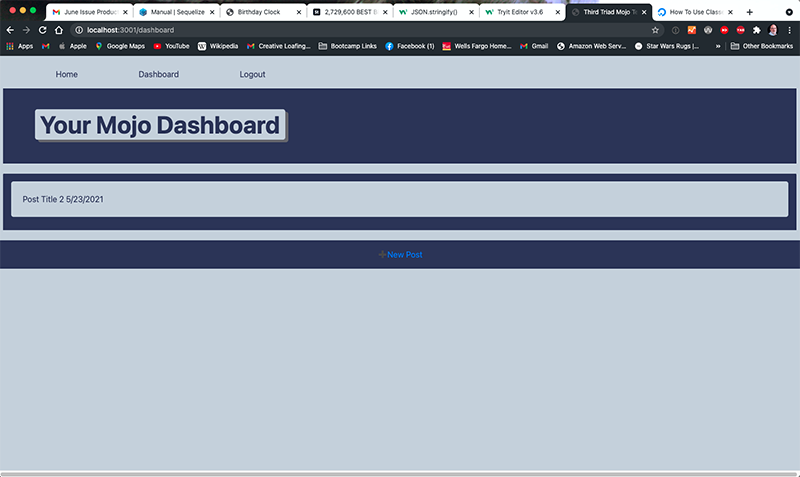 June Issue Produc
Manual | Sequelize
Birthday Clock
2,729,600 BEST B
JSON.stringify()
Tryit Editor v3.6
Third Triad Mojo T
How To Use Classe
localhost:3001/dashboard
Apps
Apple
Google Maps
YouTube
Wikipedia
Creative Loafing...
Bootcamp Links
Facebook (1)
Wells Fargo Home...
Gmail
Amazon Web Serv...
Star Wars Rugs |...
»
Other Bookmarks
Home
Dashboard
Logout
Your Mojo Dashboard
Post Title 2 5/23/2021
➕New Post